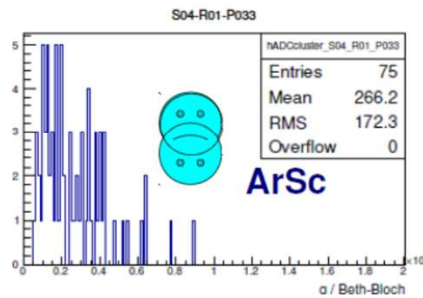 S04-R01-P033
hADCcluster_S04_R01_P033
Entries 75
Mean 266.2
RMS 172.3
Overflow 0
ArSc
5
4
3
2
1
0
0 0.2 0.4 0.6 0.8 1 1.2 1.4 1.6 1.8 2
q / Beth-Bloch